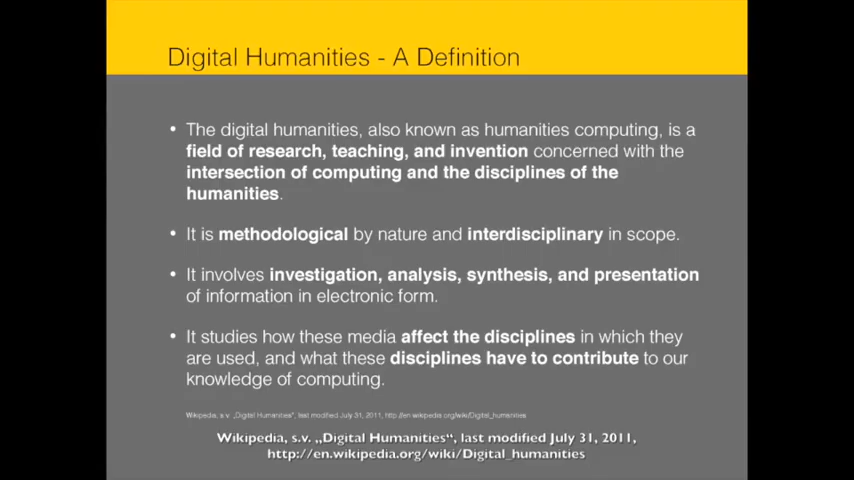 Digital Humanities - A Definition
• The digital humanities, also known as humanities computing, is a
field of research, teaching, and invention concerned with the
intersection of computing and the disciplines of the
humanities.
• It is methodological by nature and interdisciplinary in scope.
• It involves investigation, analysis, synthesis, and presentation
of information in electronic form.
• It studies how these media affect the disciplines in which they
are used, and what these disciplines have to contribute to our
knowledge of computing.
Wikipedia, s.v. „Digital Humanities“, last modified July 31, 2011, http://en.wikipedia.org/wiki/Digital_humanities
Wikipedia, s.v. „Digital Humanities“, last modified July 31, 2011,
http://en.wikipedia.org/wiki/Digital_humanities